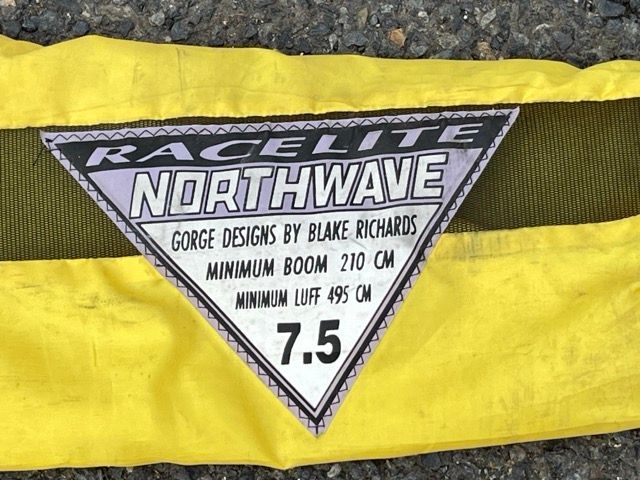 RACELITE
NORTHWAVE
GORGE DESIGNS BY BLAKE RICHARDS
MINIMUM BOOM 210 CM
MINIMUM LUFF 495 CM
7.5